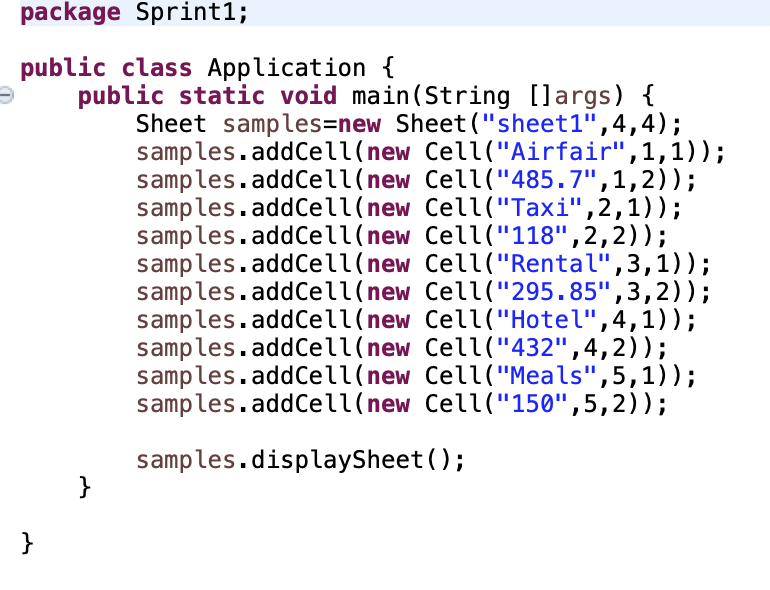 package Sprint1;
public class Application {
public static void main(String []args) {
Sheet samples=new Sheet("sheet1",4,4);
samples.addCell(new Cell("Airfair",1,1));
samples.addCell(new Cell("485.7",1,2));
samples.addCell(new Cell("Taxi",2,1));
samples.addCell(new Cell("118",2,2));
samples.addCell(new Cell("Rental",3,1));
samples.addCell(new Cell("295.85",3,2));
samples.addCell(new Cell("Hotel",4,1));
samples.addCell(new Cell("432",4,2));
samples.addCell(new Cell("Meals",5,1));
samples.addCell(new Cell("150",5,2));
samples.displaySheet();
}
}